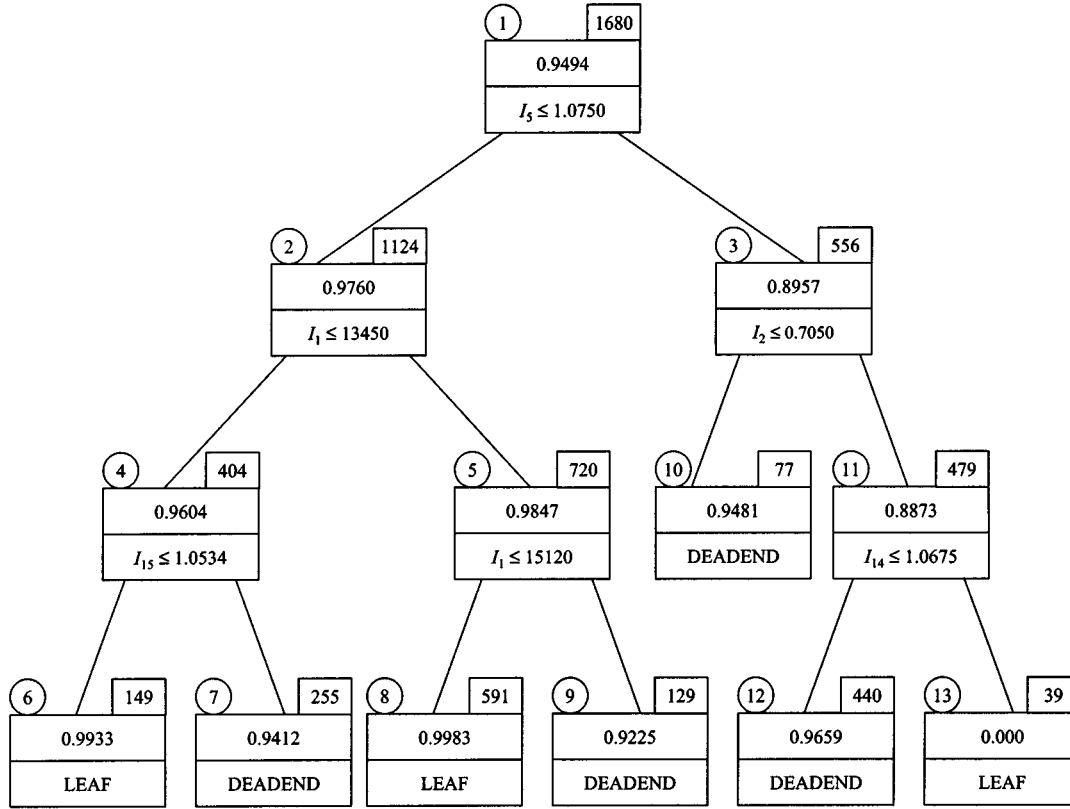 1 1680
0.9494
I₅ ≤ 1.0750
2 1124 3 556
0.9760 0.8957
I₁ ≤ 13450 I₂ ≤ 0.7050
4 404 5 720 10 77 11 479
0.9604 0.9847 0.9481 0.8873
I₁₅ ≤ 1.0534 I₁ ≤ 15120 DEADEND I₁₄ ≤ 1.0675
6 149 7 255 8 591 9 129 12 440 13 39
0.9933 0.9412 0.9983 0.9225 0.9659 0.000
LEAF DEADEND LEAF DEADEND DEADEND LEAF